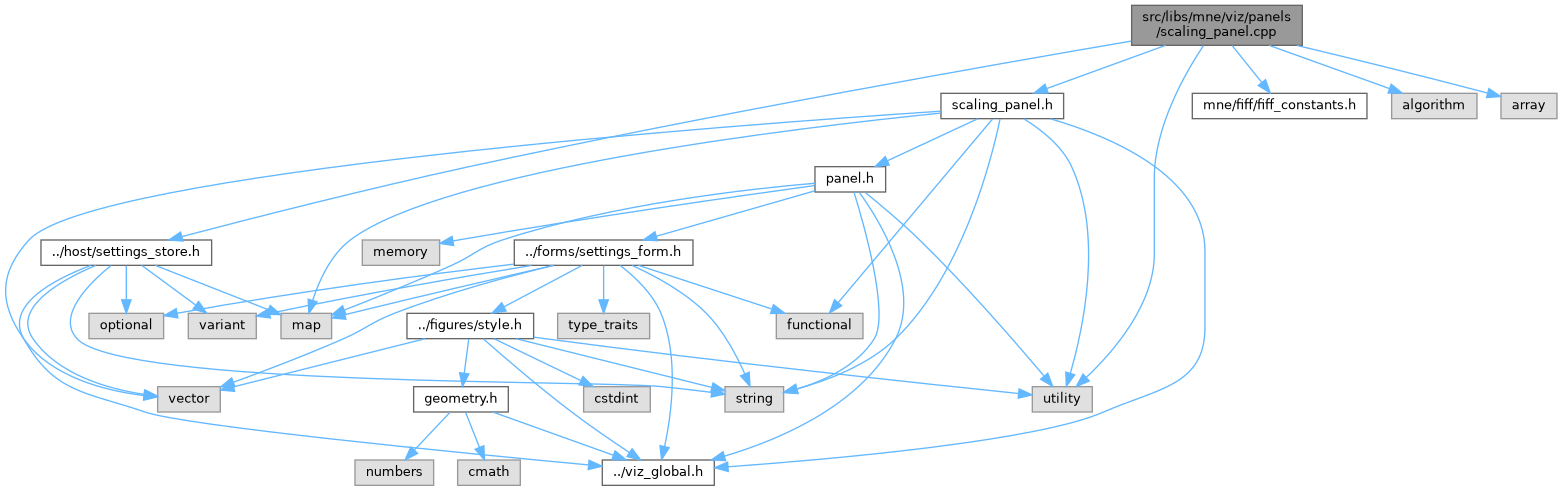 src/libs/mne/viz/panels
/scaling_panel.cpp
scaling_panel.h
mne/fiff/fiff_constants.h
algorithm
array
panel.h
../host/settings_store.h
memory
../forms/settings_form.h
optional
variant
map
../figures/style.h
type_traits
functional
vector
geometry.h
cstdint
string
utility
numbers
cmath
../viz_global.h